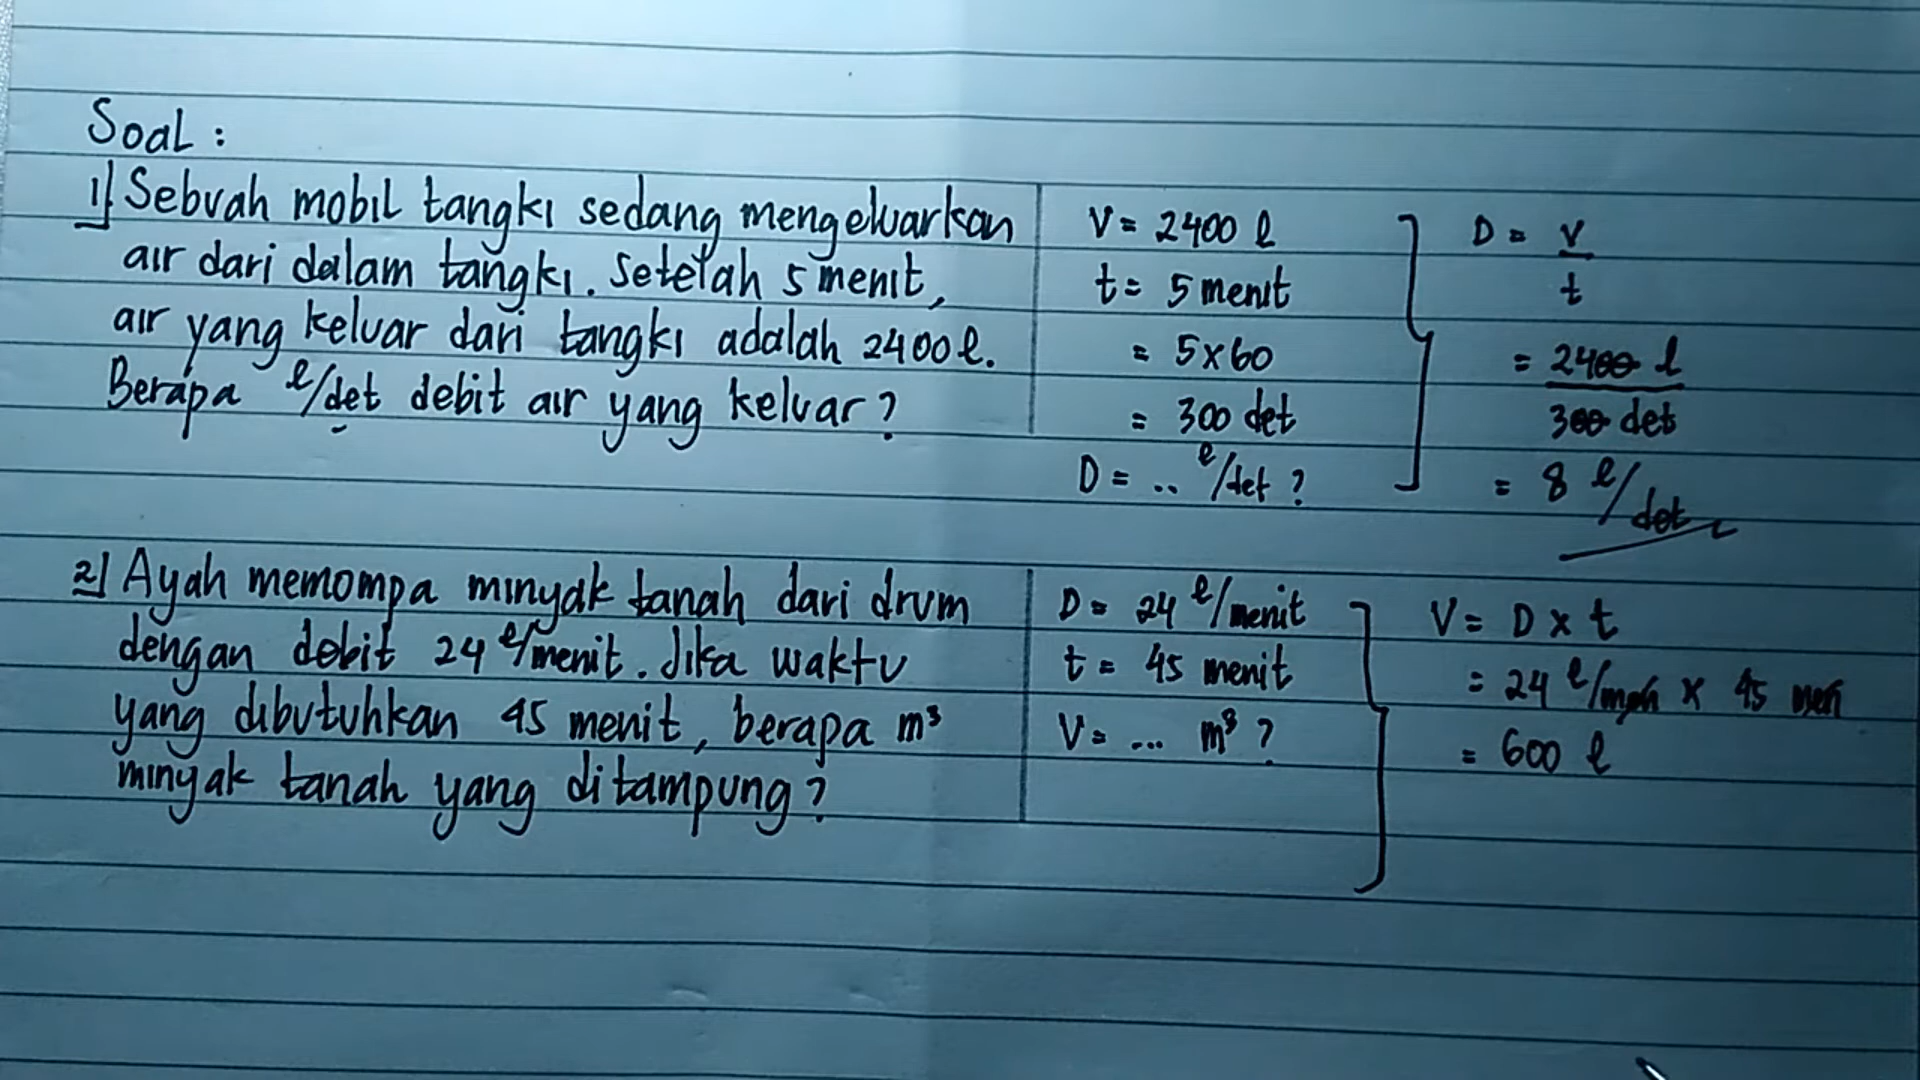 Soal :
1] Sebuah mobil tangki sedang mengeluarkan
air dari dalam tangki. Setelah 5 menit,
air yang keluar dari tangki adalah 2400 l.
Berapa l/det debit air yang keluar?
V = 2400 l
t = 5 menit
= 5 x 60
= 300 det
D = .. l/det ?
D = V
t
= 2400 l
300 det
= 8 l/det
2] Ayah memompa minyak tanah dari drum
dengan debit 24 l/menit. Jika waktu
yang dibutuhkan 45 menit, berapa m³
minyak tanah yang ditampung?
D = 24 l/menit
t = 45 menit
V = ... m³ ?
V = D x t
= 24 l/men x 45 men
= 600 l